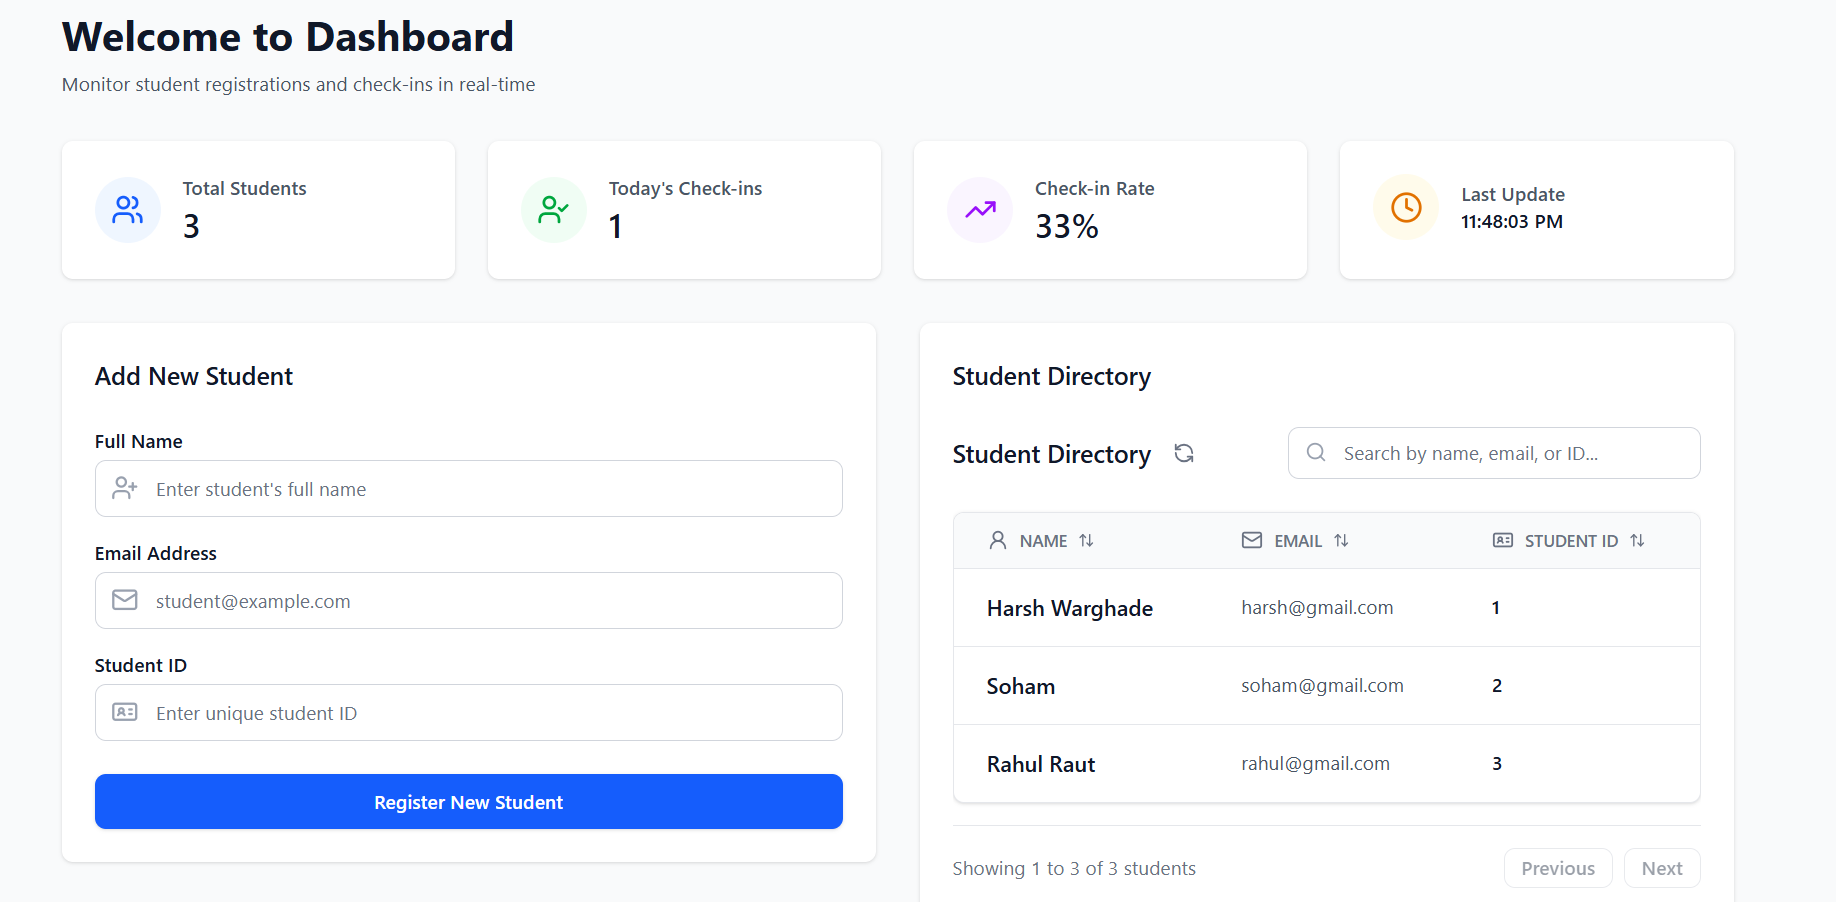 Welcome to Dashboard
Monitor student registrations and check-ins in real-time
Total Students
3
Today's Check-ins
1
Check-in Rate
33%
Last Update
11:48:03 PM
Add New Student
Full Name
Enter student's full name
Email Address
student@example.com
Student ID
Enter unique student ID
Register New Student
Student Directory
Student Directory
Search by name, email, or ID...
NAME EMAIL STUDENT ID
Harsh Warghade harsh@gmail.com 1
Soham soham@gmail.com 2
Rahul Raut rahul@gmail.com 3
Showing 1 to 3 of 3 students
Previous Next